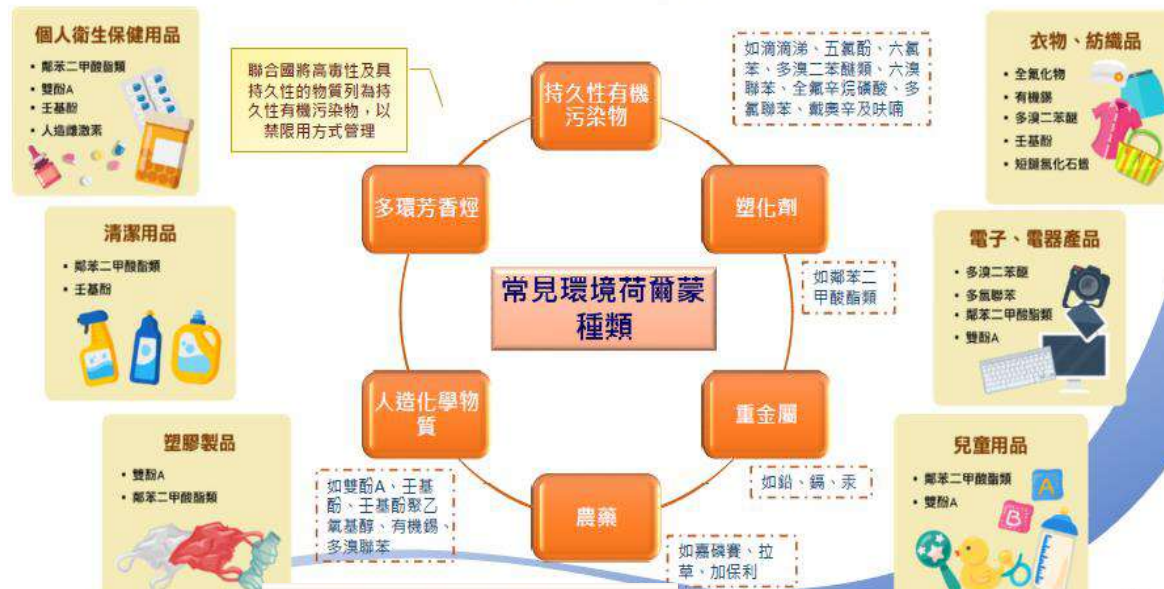 個人衛生保健用品
• 鄰苯二甲酸酯類
• 雙酚A
• 壬基酚
• 人造雌激素
清潔用品
• 鄰苯二甲酸酯類
• 壬基酚
塑膠製品
• 雙酚A
• 鄰苯二甲酸酯類
聯合國將高毒性及具
持久性的物質列為持
久性有機污染物，以
禁限用方式管理
持久性有機
污染物
如滴滴涕、五氯酚、六氯
苯、多溴二苯醚類、六溴
聯苯、全氟辛烷磺酸、多
氯聯苯、戴奧辛及呋喃
多環芳香烴
塑化劑
如鄰苯二
甲酸酯類
常見環境荷爾蒙
種類
人造化學物
質
如雙酚A、壬基
酚、壬基酚聚乙
氧基醇、有機錫、
多溴聯苯
重金屬
如鉛、鎘、汞
農藥
如嘉磷賽、拉
草、加保利
衣物、紡織品
• 全氟化物
• 有機錫
• 多溴二苯醚
• 壬基酚
• 短鏈氯化石蠟
電子、電器產品
• 多溴二苯醚
• 多氯聯苯
• 鄰苯二甲酸酯類
• 雙酚A
兒童用品
• 鄰苯二甲酸酯類
• 雙酚A
A
B